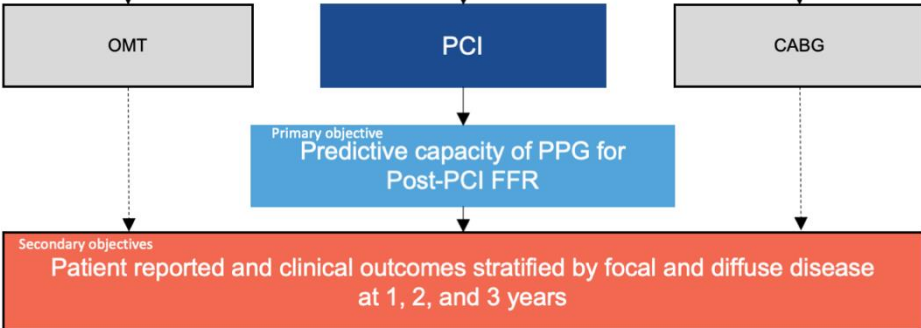 OMT
PCI
CABG
Primary objective
Predictive capacity of PPG for
Post-PCI FFR
Secondary objectives
Patient reported and clinical outcomes stratified by focal and diffuse disease
at 1, 2, and 3 years